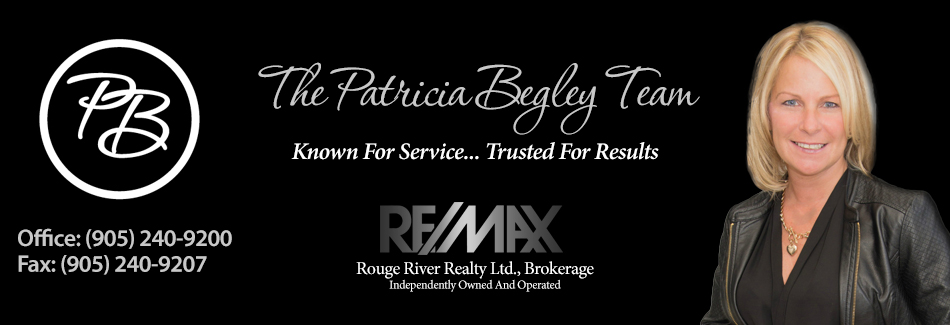 PB
The Patricia Begley Team
Known For Service... Trusted For Results
Office: (905) 240-9200
Fax: (905) 240-9207
RE/MAX
Rouge River Realty Ltd., Brokerage
Independently Owned And Operated